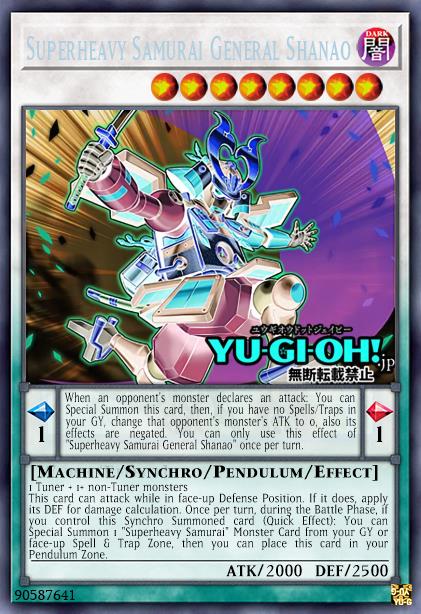 SUPERHEAVY SAMURAI GENERAL SHANAO
DARK
闇
ユウギオウドットジェイピー
YU-GI-OH!.jp
無断転載禁止
When an opponent's monster declares an attack: You can
Special Summon this card, then, if you have no Spells/Traps in
your GY, change that opponent's monster's ATK to 0, also its
effects are negated. You can only use this effect of
"Superheavy Samurai General Shanao" once per turn.
1
1
[MACHINE/SYNCHRO/PENDULUM/EFFECT]
1 Tuner + 1+ non-Tuner monsters
This card can attack while in face-up Defense Position. If it does, apply
its DEF for damage calculation. Once per turn, during the Battle Phase, if
you control this Synchro Summoned card (Quick Effect): You can
Special Summon 1 "Superheavy Samurai" Monster Card from your GY or
face-up Spell & Trap Zone, then you can place this card in your
Pendulum Zone.
ATK/2000 DEF/2500
90587641